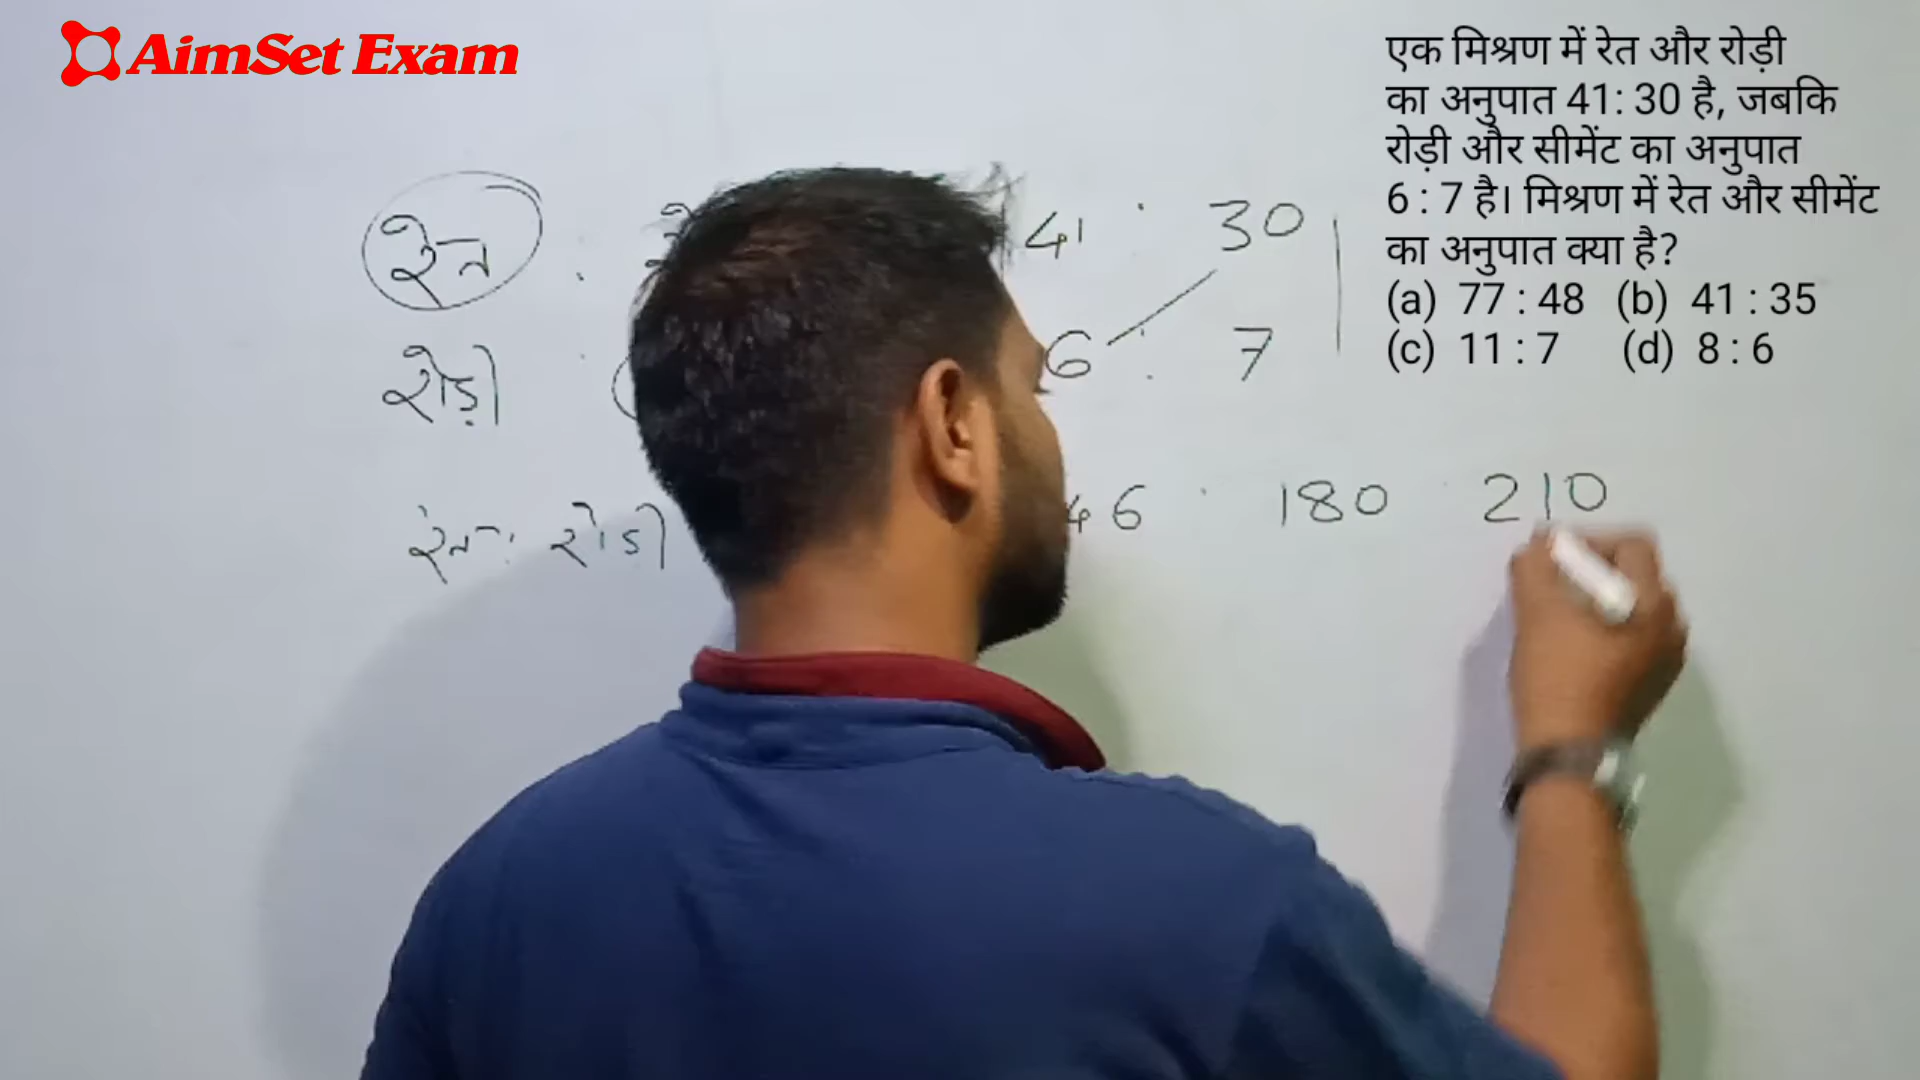 AimSet Exam
एक मिश्रण में रेत और रोड़ी
का अनुपात 41: 30 है, जबकि
रोड़ी और सीमेंट का अनुपात
6 : 7 है। मिश्रण में रेत और सीमेंट
का अनुपात क्या है?
(a) 77 : 48 (b) 41 : 35
(c) 11 : 7 (d) 8 : 6
रेत : 41 : 30
रोड़ी : 6 : 7
रेत : रोड़ी 46 : 180 : 210